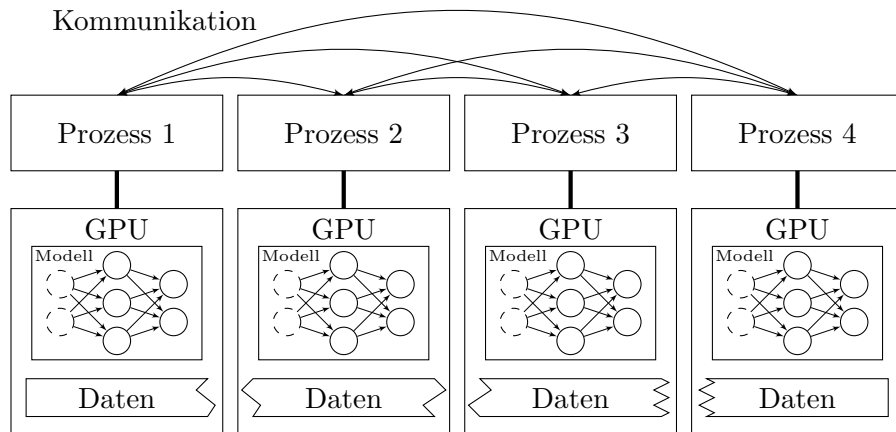 Kommunikation
Prozess 1
Prozess 2
Prozess 3
Prozess 4
GPU
GPU
GPU
GPU
Modell
Modell
Modell
Modell
Daten
Daten
Daten
Daten